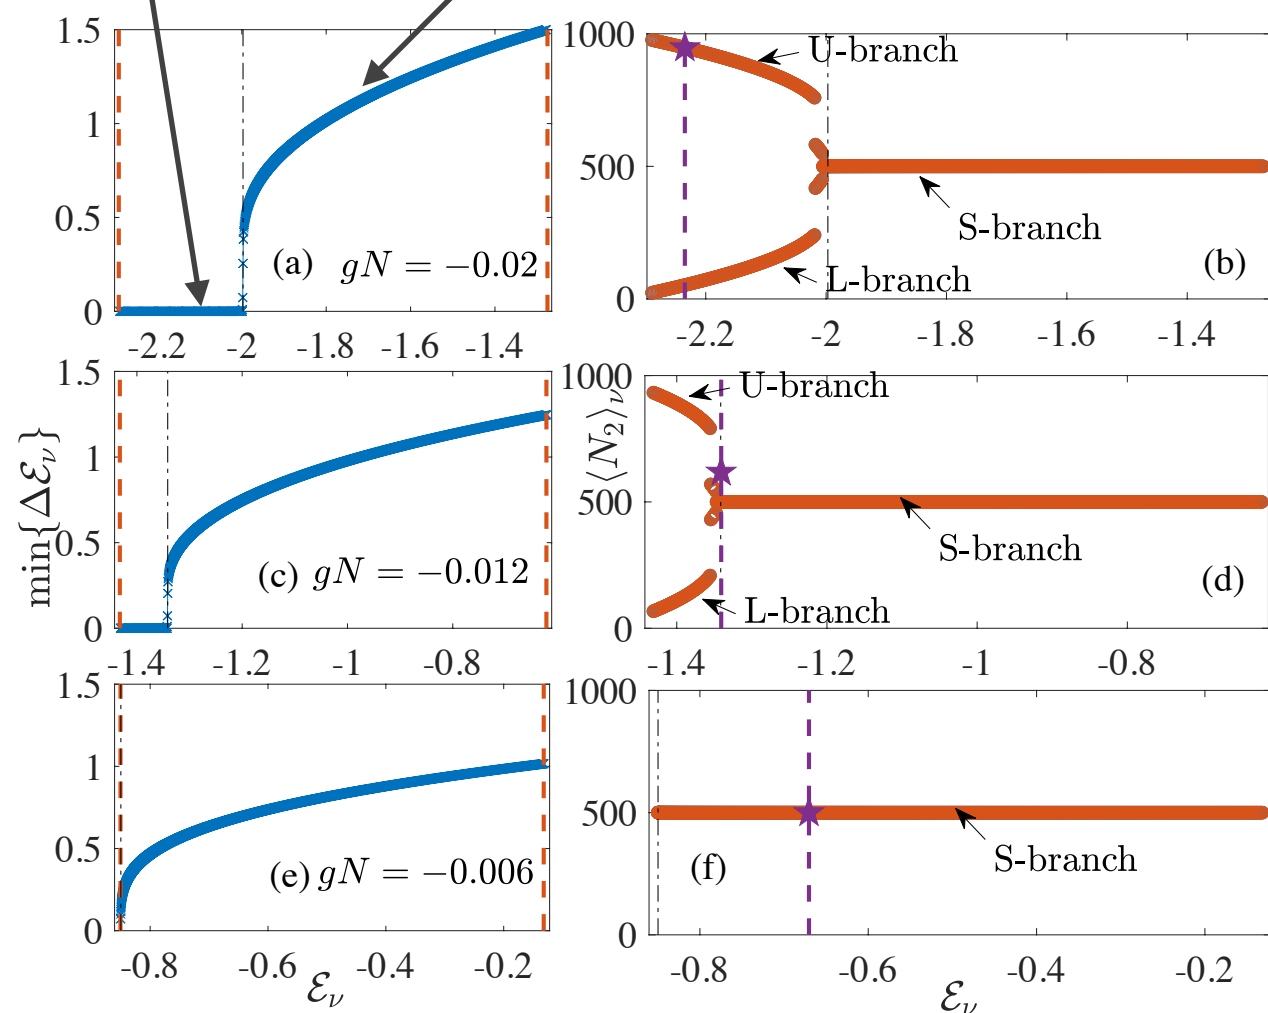 1.5
1
0.5
0
(a) gN = −0.02
-2.2 -2 -1.8 -1.6 -1.4
1000
500
0
U-branch
S-branch
L-branch
(b)
-2.2 -2 -1.8 -1.6 -1.4
min{Δℰ_ν}
1.5
1
0.5
0
(c) gN = −0.012
-1.4 -1.2 -1 -0.8
⟨N₂⟩_ν
1000
500
0
U-branch
S-branch
L-branch
(d)
-1.4 -1.2 -1 -0.8
1.5
1
0.5
0
(e) gN = −0.006
-0.8 -0.6 -0.4 -0.2
ℰ_ν
1000
500
0
(f)
S-branch
-0.8 -0.6 -0.4 -0.2
ℰ_ν